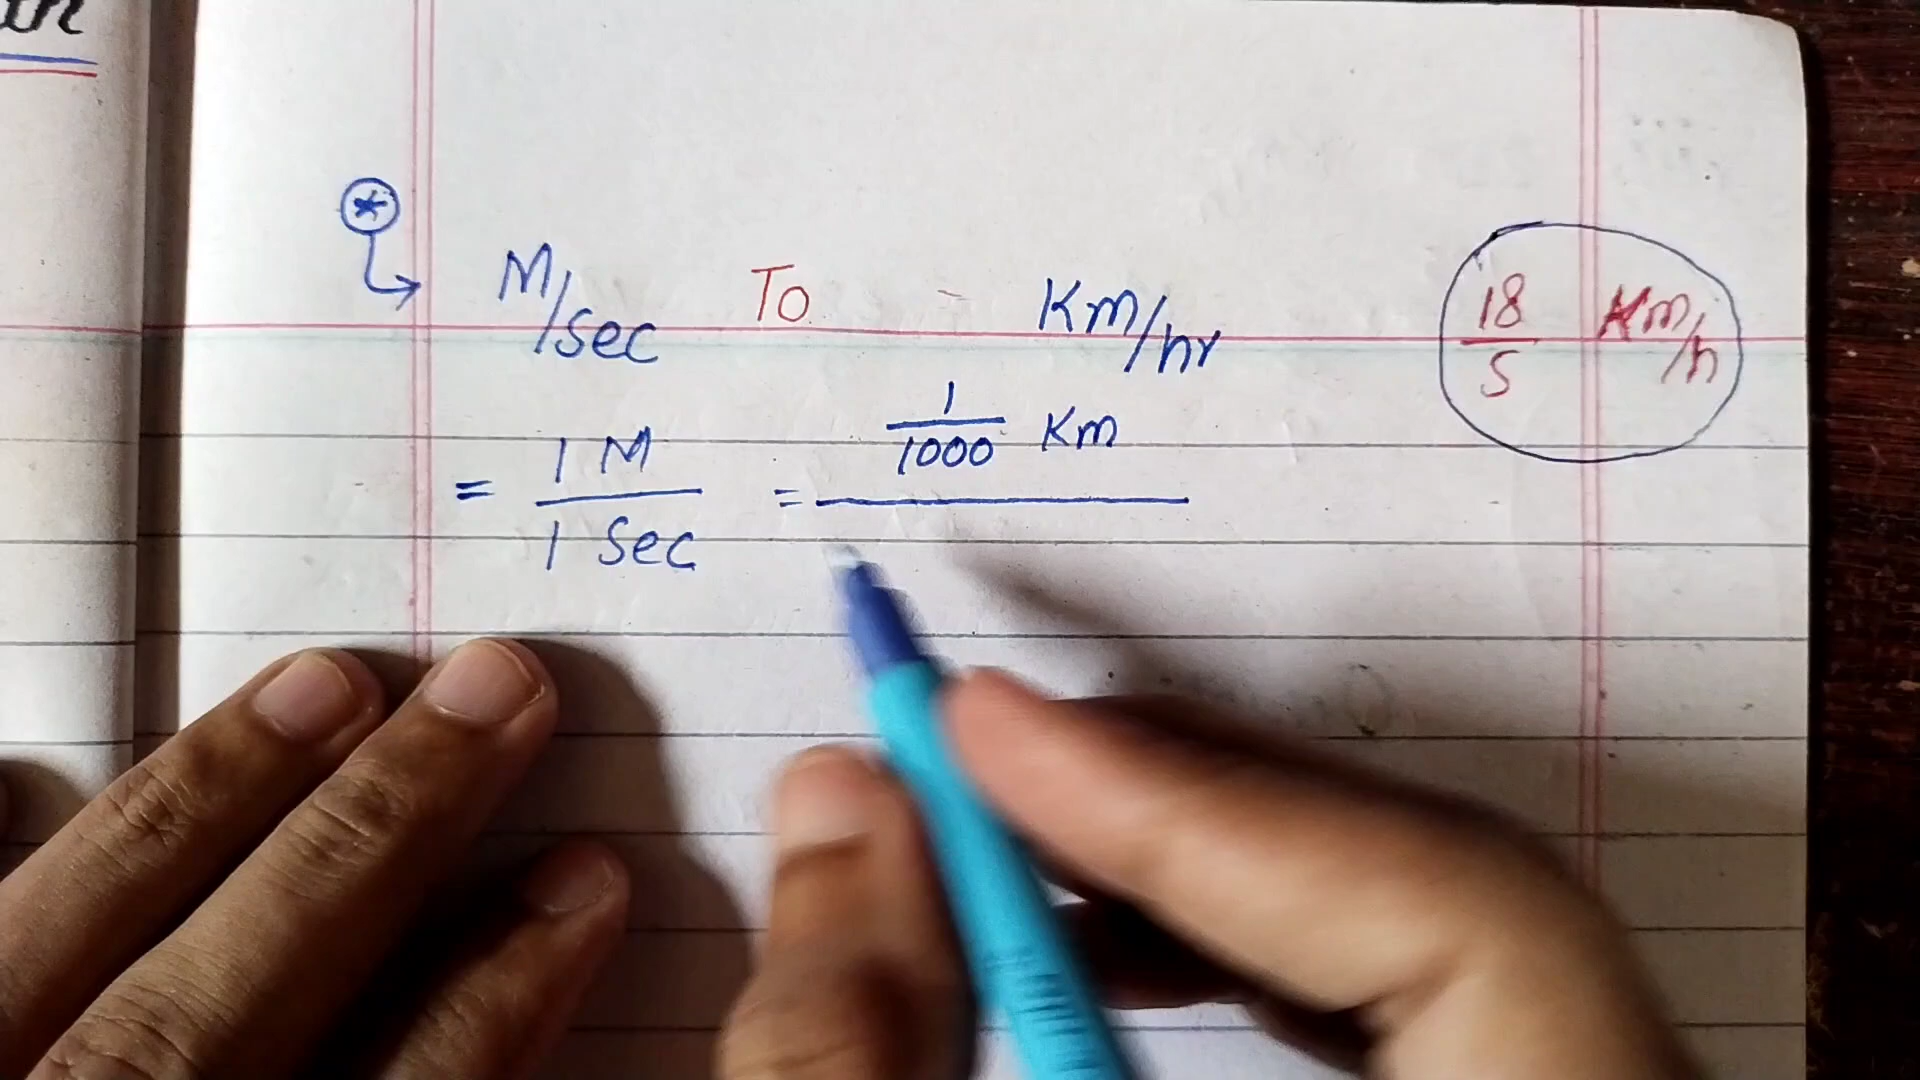 *
M/sec To Km/hr
18/5 Km/h
= 1 M / 1 Sec = 1/1000 Km